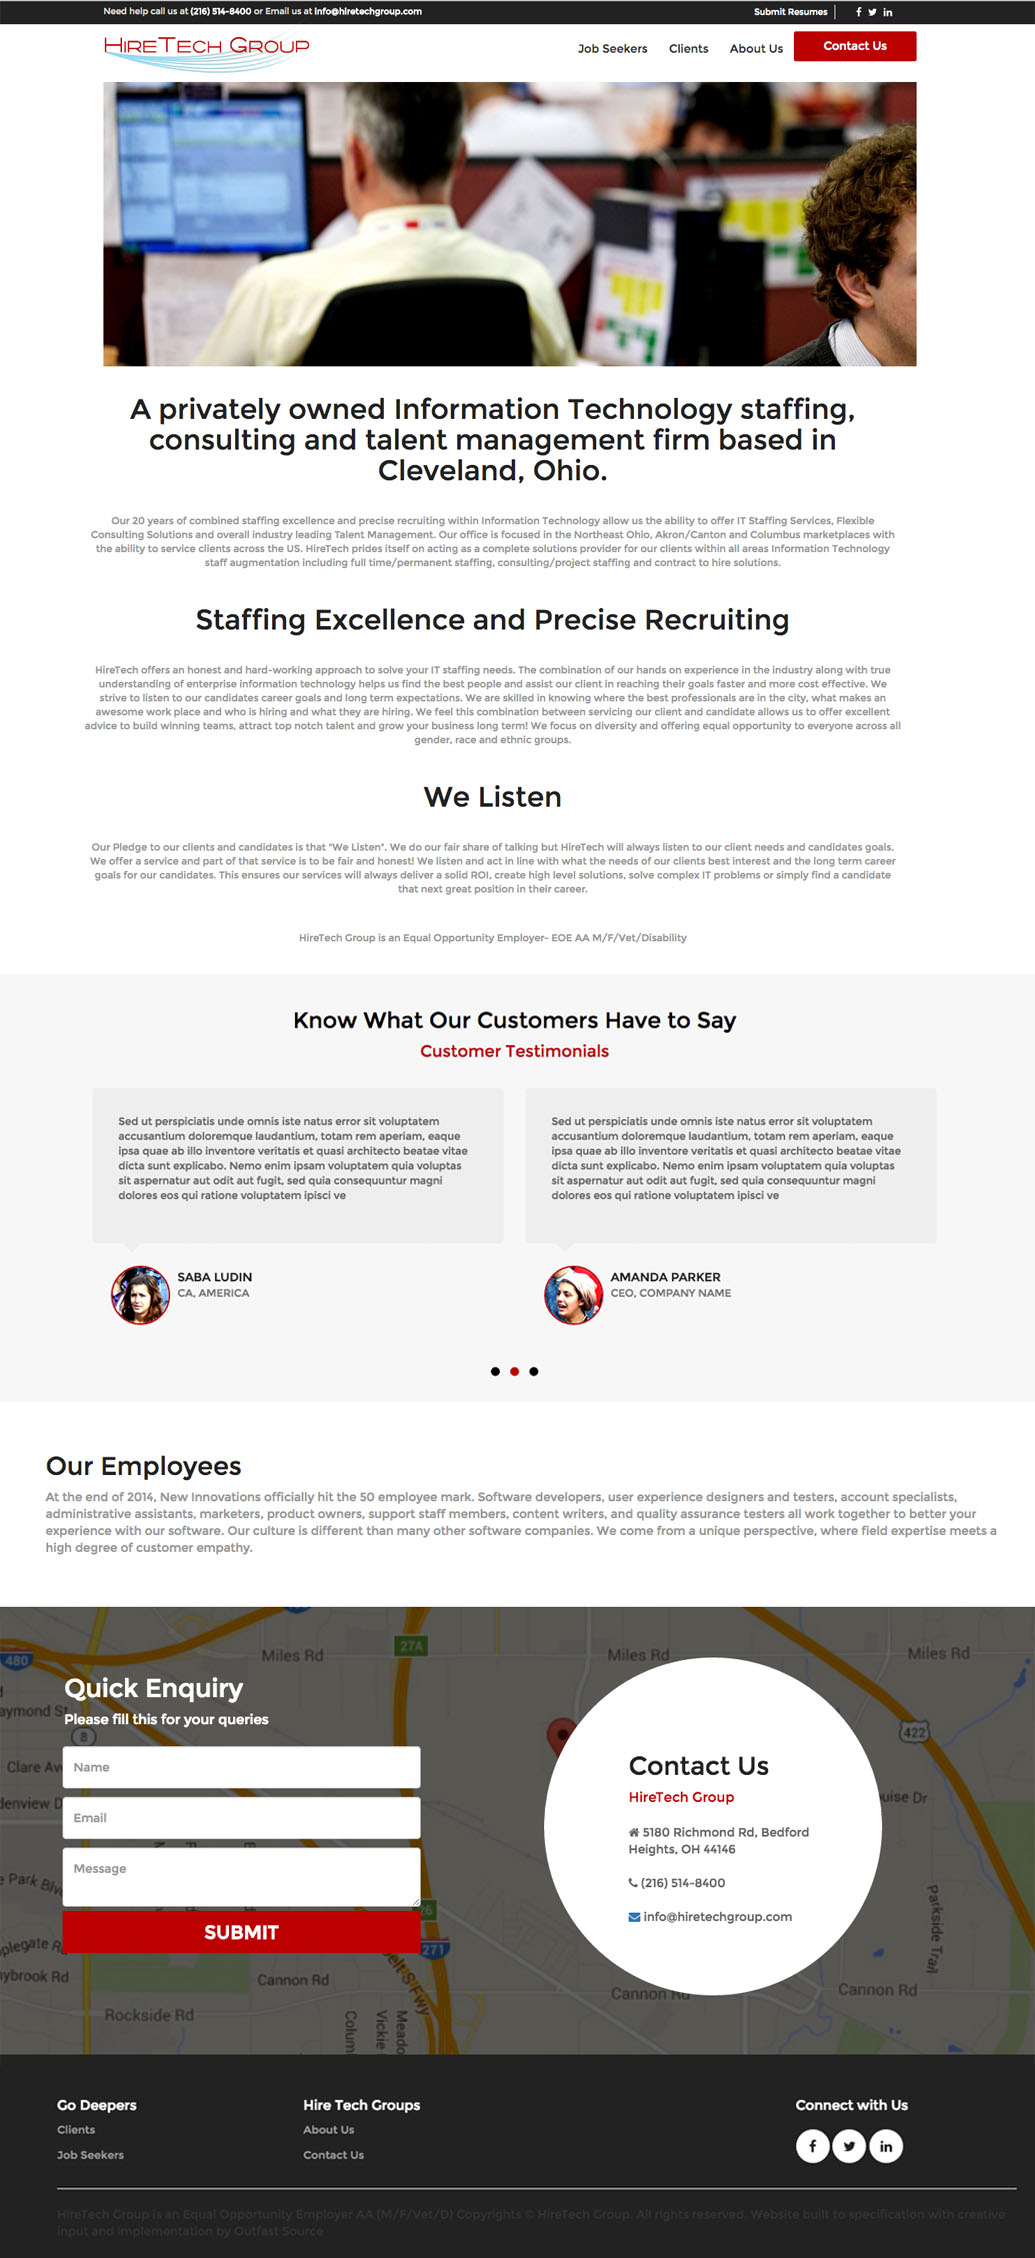 Need help call us at (216) 514-8400 or Email us at info@hiretechgroup.com
Submit Resumes
HireTech Group
Job Seekers
Clients
About Us
Contact Us
A privately owned Information Technology staffing,
consulting and talent management firm based in
Cleveland, Ohio.
Our 20 years of combined staffing excellence and precise recruiting within Information Technology allow us the ability to offer IT Staffing Services, Flexible
Consulting Solutions and overall industry leading Talent Management. Our office is focused in the Northeast Ohio, Akron/Canton and Columbus marketplaces with
the ability to service clients across the US. HireTech prides itself on acting as a complete solutions provider for our clients within all areas Information Technology
staff augmentation including full time/permanent staffing, consulting/project staffing and contract to hire solutions.
Staffing Excellence and Precise Recruiting
HireTech offers an honest and hard-working approach to solve your IT staffing needs. The combination of our hands on experience in the industry along with true
understanding of enterprise information technology helps us find the best people and assist our client in reaching their goals faster and more cost effective. We
strive to listen to our candidates career goals and long term expectations. We are skilled in knowing where the best professionals are in the city, what makes an
awesome work place and who is hiring and what they are hiring. We feel this combination between servicing our client and candidate allows us to offer excellent
advice to build winning teams, attract top notch talent and grow your business long term! We focus on diversity and offering equal opportunity to everyone across all
gender, race and ethnic groups.
We Listen
Our Pledge to our clients and candidates is that "We Listen". We do our fair share of talking but HireTech will always listen to our client needs and candidates goals.
We offer a service and part of that service is to be fair and honest! We listen and act in line with what the needs of our clients best interest and the long term career
goals for our candidates. This ensures our services will always deliver a solid ROI, create high level solutions, solve complex IT problems or simply find a candidate
that next great position in their career.
HireTech Group is an Equal Opportunity Employer- EOE AA M/F/Vet/Disability
Know What Our Customers Have to Say
Customer Testimonials
Sed ut perspiciatis unde omnis iste natus error sit voluptatem
accusantium doloremque laudantium, totam rem aperiam, eaque
ipsa quae ab illo inventore veritatis et quasi architecto beatae vitae
dicta sunt explicabo. Nemo enim ipsam voluptatem quia voluptas
sit aspernatur aut odit aut fugit, sed quia consequuntur magni
dolores eos qui ratione voluptatem ipisci ve
SABA LUDIN
CA, AMERICA
Sed ut perspiciatis unde omnis iste natus error sit voluptatem
accusantium doloremque laudantium, totam rem aperiam, eaque
ipsa quae ab illo inventore veritatis et quasi architecto beatae vitae
dicta sunt explicabo. Nemo enim ipsam voluptatem quia voluptas
sit aspernatur aut odit aut fugit, sed quia consequuntur magni
dolores eos qui ratione voluptatem ipisci ve
AMANDA PARKER
CEO, COMPANY NAME
Our Employees
At the end of 2014, New Innovations officially hit the 50 employee mark. Software developers, user experience designers and testers, account specialists,
administrative assistants, marketers, product owners, support staff members, content writers, and quality assurance testers all work together to better your
experience with our software. Our culture is different than many other software companies. We come from a unique perspective, where field expertise meets a
high degree of customer empathy.
480
Miles Rd
27A
Miles Rd
Miles Rd
422
8
Quick Enquiry
Please fill this for your queries
Name
Email
Message
SUBMIT
26
271
Contact Us
HireTech Group
5180 Richmond Rd, Bedford
Heights, OH 44146
(216) 514-8400
info@hiretechgroup.com
Parkside Trail
Cannon Rd
Cannon Rd
Cannon Rd
Rockside Rd
Go Deepers
Clients
Job Seekers
Hire Tech Groups
About Us
Contact Us
Connect with Us
HireTech Group is an Equal Opportunity Employer AA (M/F/Vet/D) Copyrights © HireTech Group. All rights reserved. Website built to specification with creative
input and implementation by Outfast Source